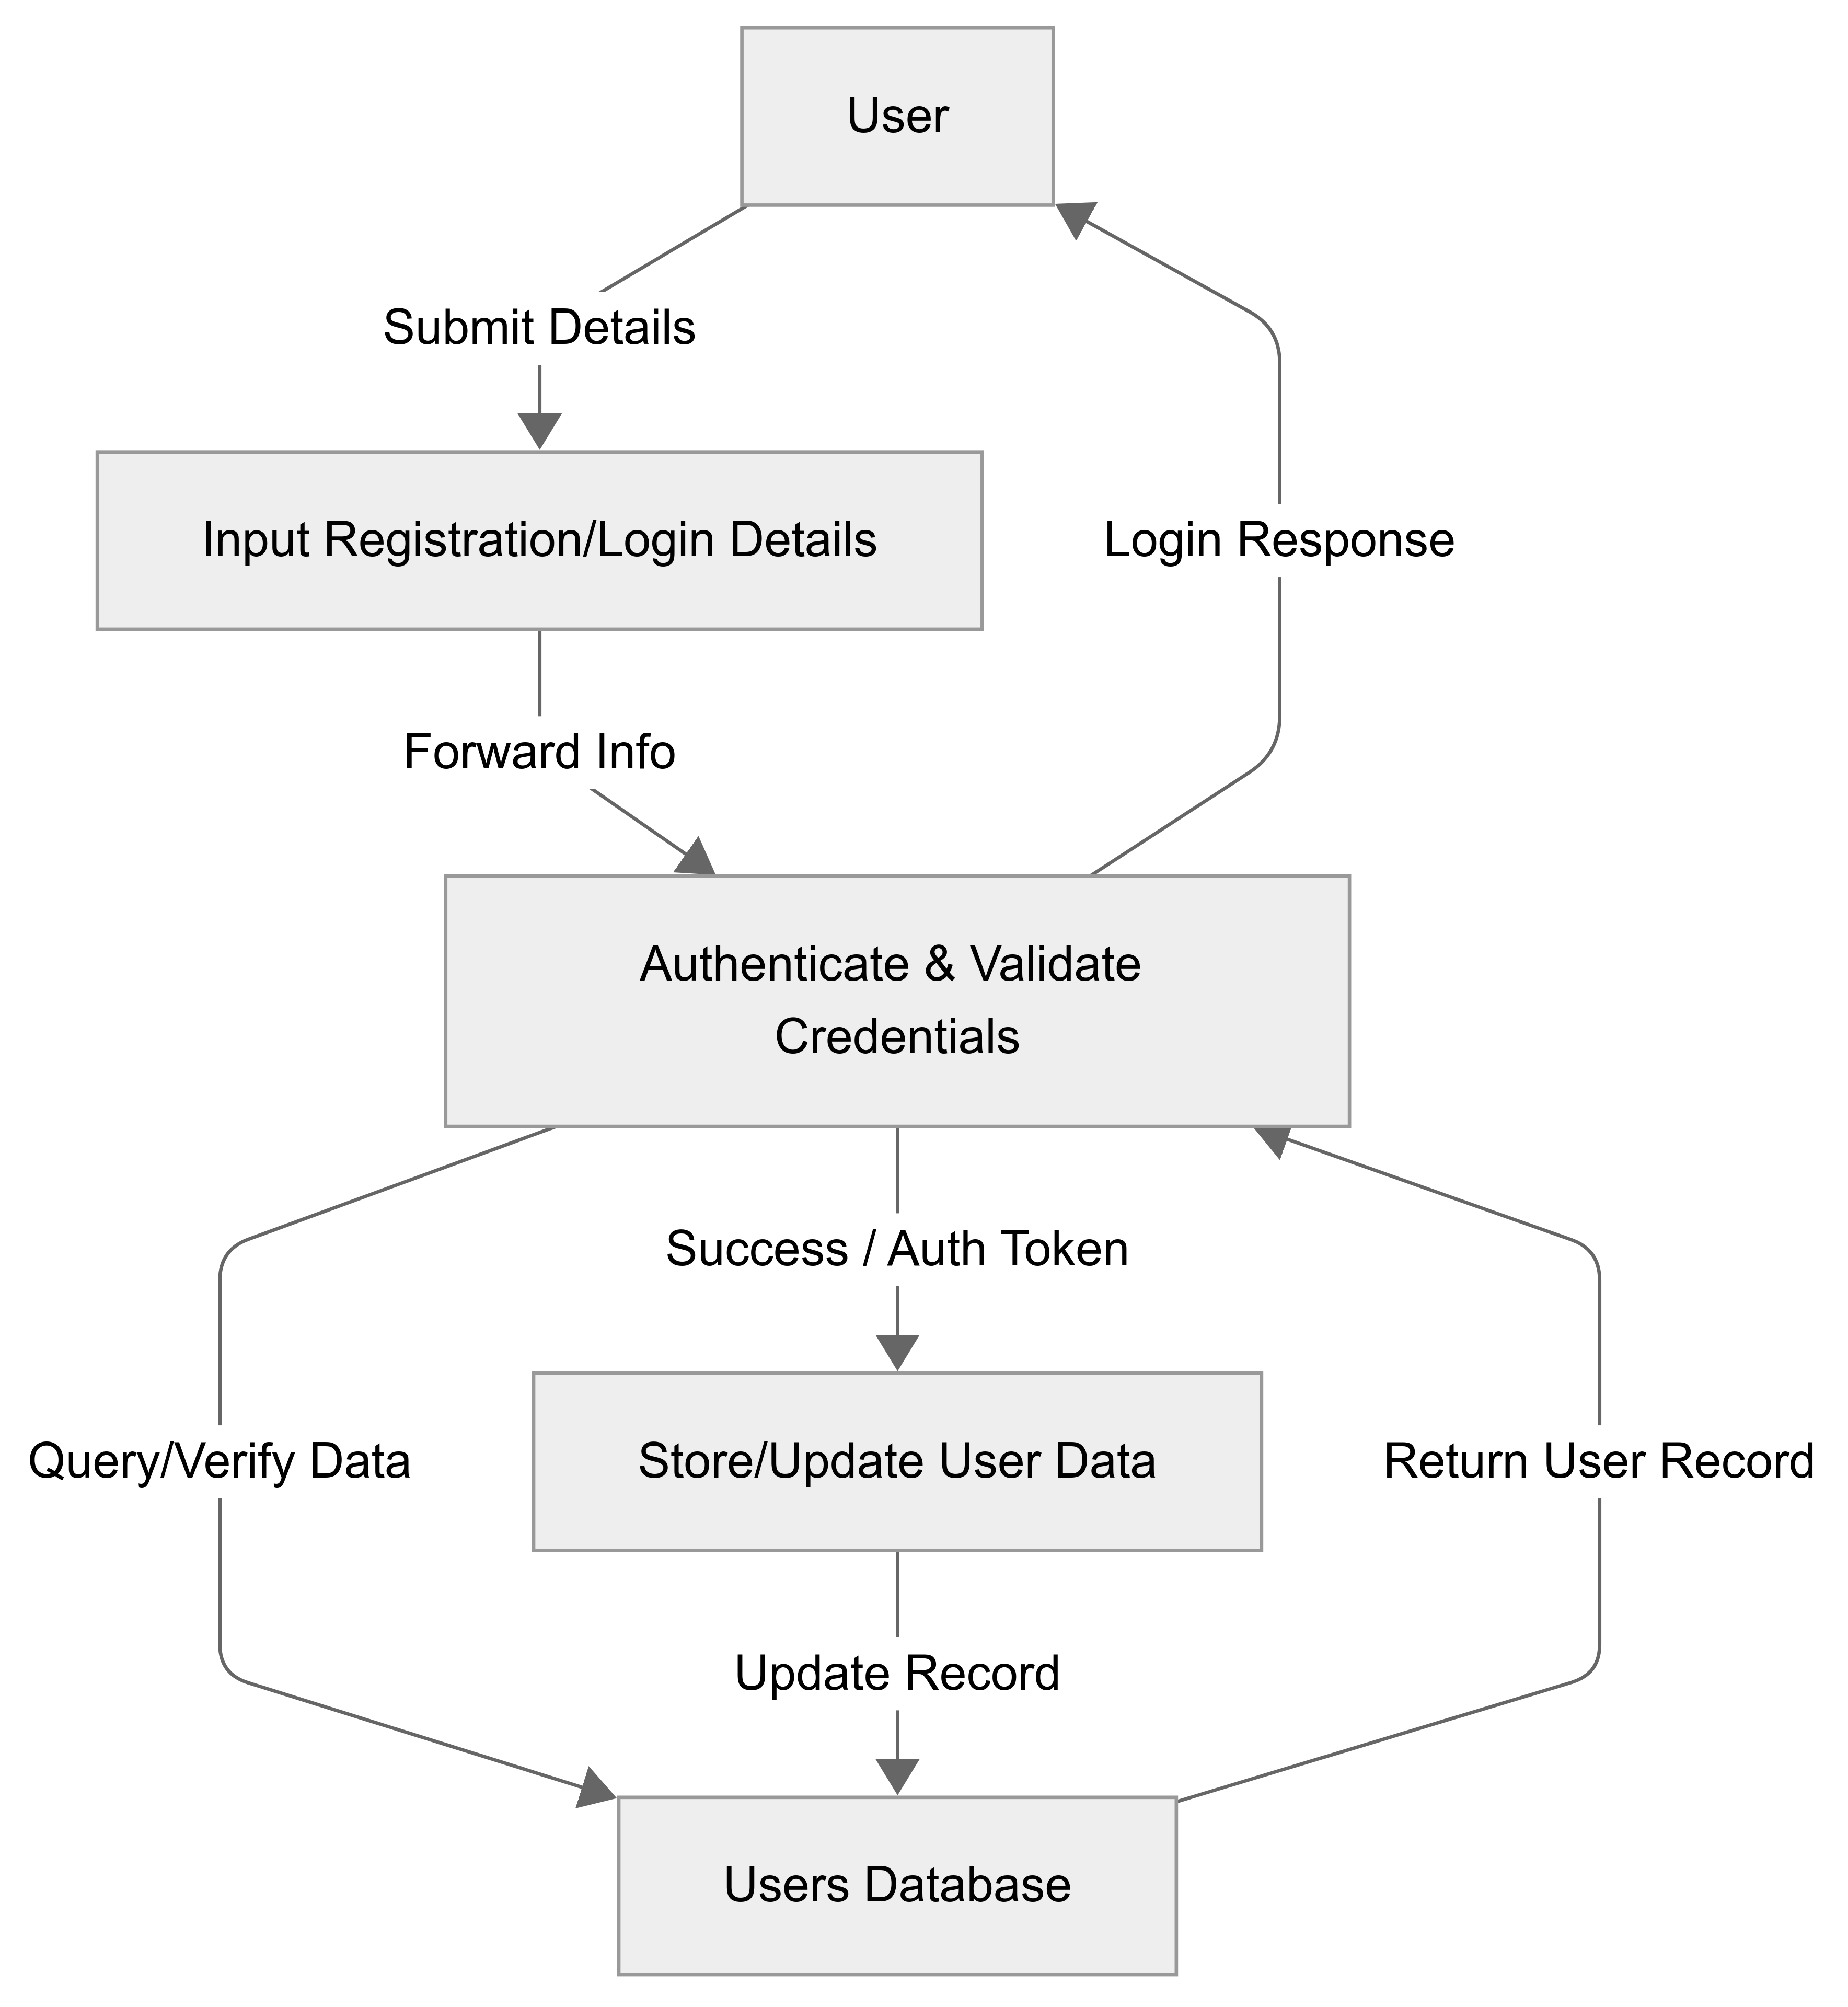 User
Submit Details
Input Registration/Login Details
Login Response
Forward Info
Authenticate & Validate
Credentials
Success / Auth Token
Query/Verify Data
Store/Update User Data
Return User Record
Update Record
Users Database